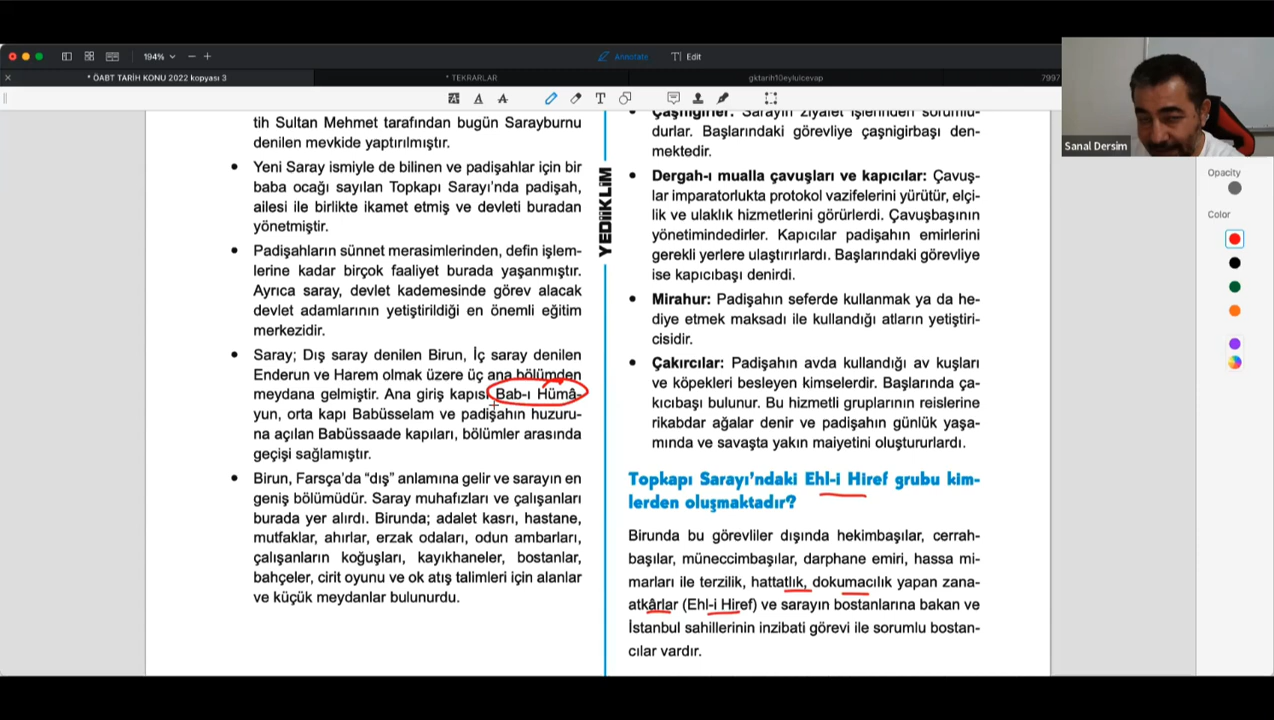 194%
Annotate
Edit
* ÖABT TARİH KONU 2022 kopyası 3
* TEKRARLAR
gktarih10eylulcevap
7997
Sanal Dersim
Opacity
Color
tih Sultan Mehmet tarafından bugün Sarayburnu
denilen mevkide yaptırılmıştır.
• Yeni Saray ismiyle de bilinen ve padişahlar için bir
baba ocağı sayılan Topkapı Sarayı’nda padişah,
ailesi ile birlikte ikamet etmiş ve devleti buradan
yönetmiştir.
• Padişahların sünnet merasimlerinden, defin işlem-
lerine kadar birçok faaliyet burada yaşanmıştır.
Ayrıca saray, devlet kademesinde görev alacak
devlet adamlarının yetiştirildiği en önemli eğitim
merkezidir.
• Saray; Dış saray denilen Birun, İç saray denilen
Enderun ve Harem olmak üzere üç ana bölümden
meydana gelmiştir. Ana giriş kapısı Bab-ı Hümâ-
yun, orta kapı Babüsselam ve padişahın huzuru-
na açılan Babüssaade kapıları, bölümler arasında
geçişi sağlamıştır.
• Birun, Farsça’da “dış” anlamına gelir ve sarayın en
geniş bölümüdür. Saray muhafızları ve çalışanları
burada yer alırdı. Birunda; adalet kasrı, hastane,
mutfaklar, ahırlar, erzak odaları, odun ambarları,
çalışanların koğuşları, kayıkhaneler, bostanlar,
bahçeler, cirit oyunu ve ok atış talimleri için alanlar
ve küçük meydanlar bulunurdu.
YEDİİKLİM
• Çaşnigirler: Sarayın ziyafet işlerinden sorumlu-
durlar. Başlarındaki görevliye çaşnigirbaşı den-
mektedir.
• Dergah-ı mualla çavuşları ve kapıcılar: Çavuş-
lar imparatorlukta protokol vazifelerini yürütür, elçi-
lik ve ulaklık hizmetlerini görürlerdi. Çavuşbaşının
yönetimindedirler. Kapıcılar padişahın emirlerini
gerekli yerlere ulaştırırlardı. Başlarındaki görevliye
ise kapıcıbaşı denirdi.
• Mirahur: Padişahın seferde kullanmak ya da he-
diye etmek maksadı ile kullandığı atların yetiştiri-
cisidir.
• Çakırcılar: Padişahın avda kullandığı av kuşları
ve köpekleri besleyen kimselerdir. Başlarında ça-
kıcıbaşı bulunur. Bu hizmetli gruplarının reislerine
rikabdar ağalar denir ve padişahın günlük yaşa-
mında ve savaşta yakın maiyetini oluştururlardı.
Topkapı Sarayı’ndaki Ehl-i Hiref grubu kim-
lerden oluşmaktadır?
Birunda bu görevliler dışında hekimbaşılar, cerrah-
başılar, müneccimbaşılar, darphane emiri, hassa mi-
marları ile terzilik, hattatlık, dokumacılık yapan zana-
atkârlar (Ehl-i Hiref) ve sarayın bostanlarına bakan ve
İstanbul sahillerinin inzibati görevi ile sorumlu bostan-
cılar vardır.